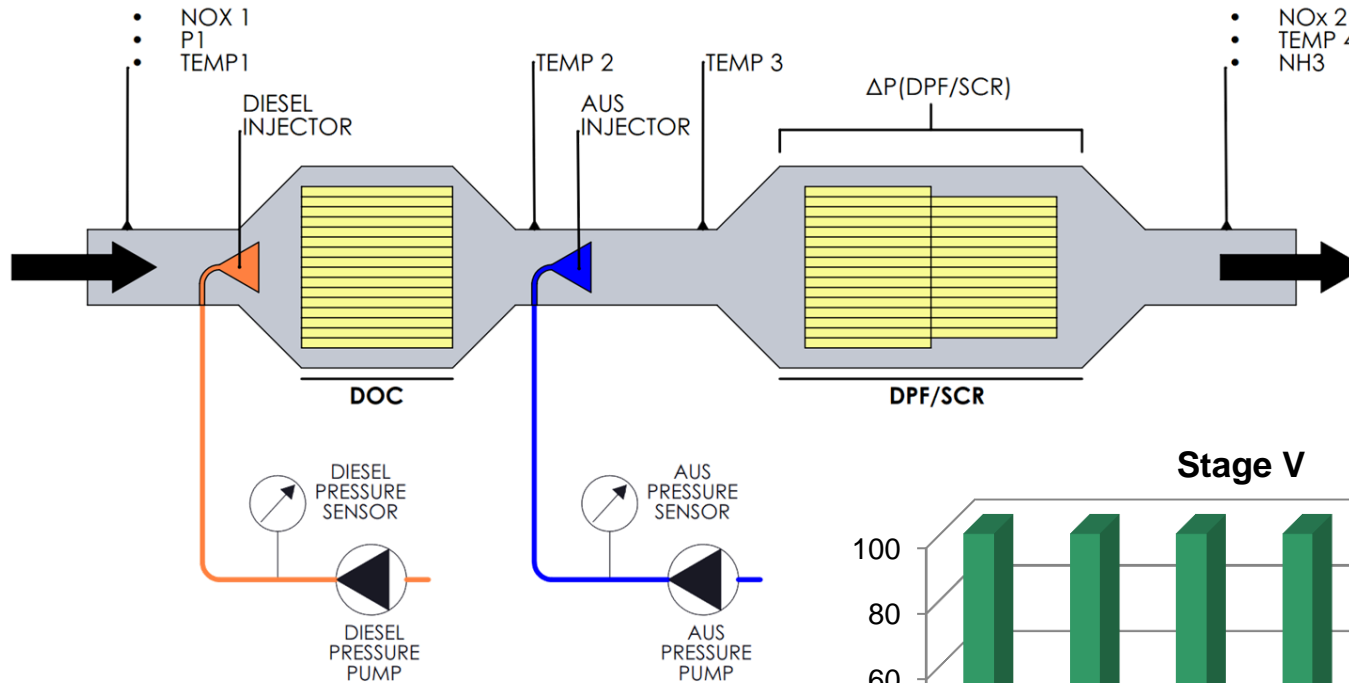 • NOX 1
• P1
• TEMP1
DIESEL
INJECTOR
TEMP 2
AUS
INJECTOR
TEMP 3
ΔP(DPF/SCR)
• NOx 2
• TEMP 4
• NH3
DOC
DPF/SCR
DIESEL
PRESSURE
SENSOR
AUS
PRESSURE
SENSOR
DIESEL
PRESSURE
PUMP
AUS
PRESSURE
PUMP
Stage V
100
80
60